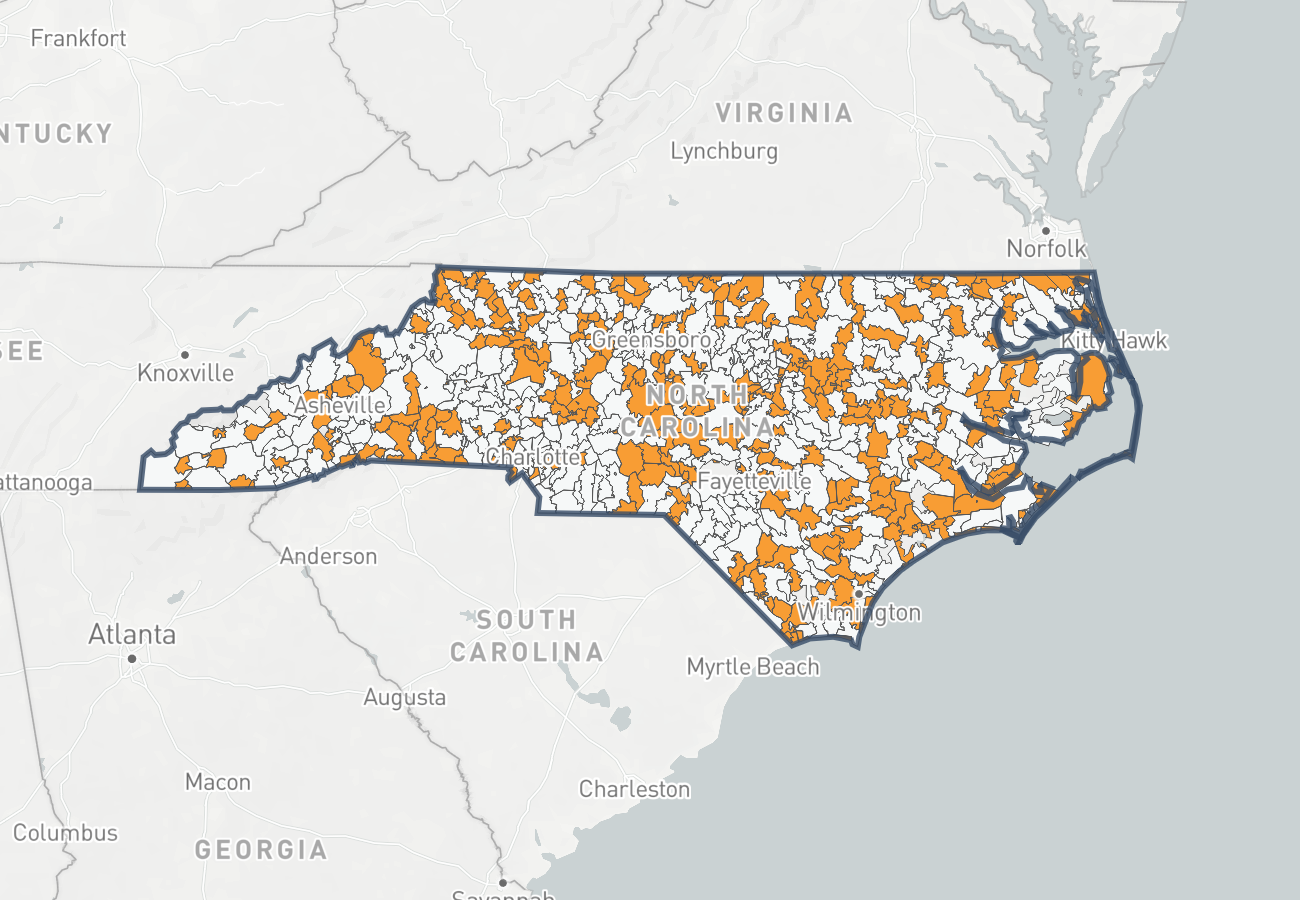 Frankfort
VIRGINIA
NTUCKY
Lynchburg
Norfolk
Greensboro
Kitty Hawk
SEE
Knoxville
NORTH
CAROLINA
Asheville
Charlotte
Fayetteville
attanooga
Anderson
Wilmington
SOUTH
CAROLINA
Atlanta
Myrtle Beach
Augusta
Macon
Charleston
Columbus
GEORGIA
Savannah